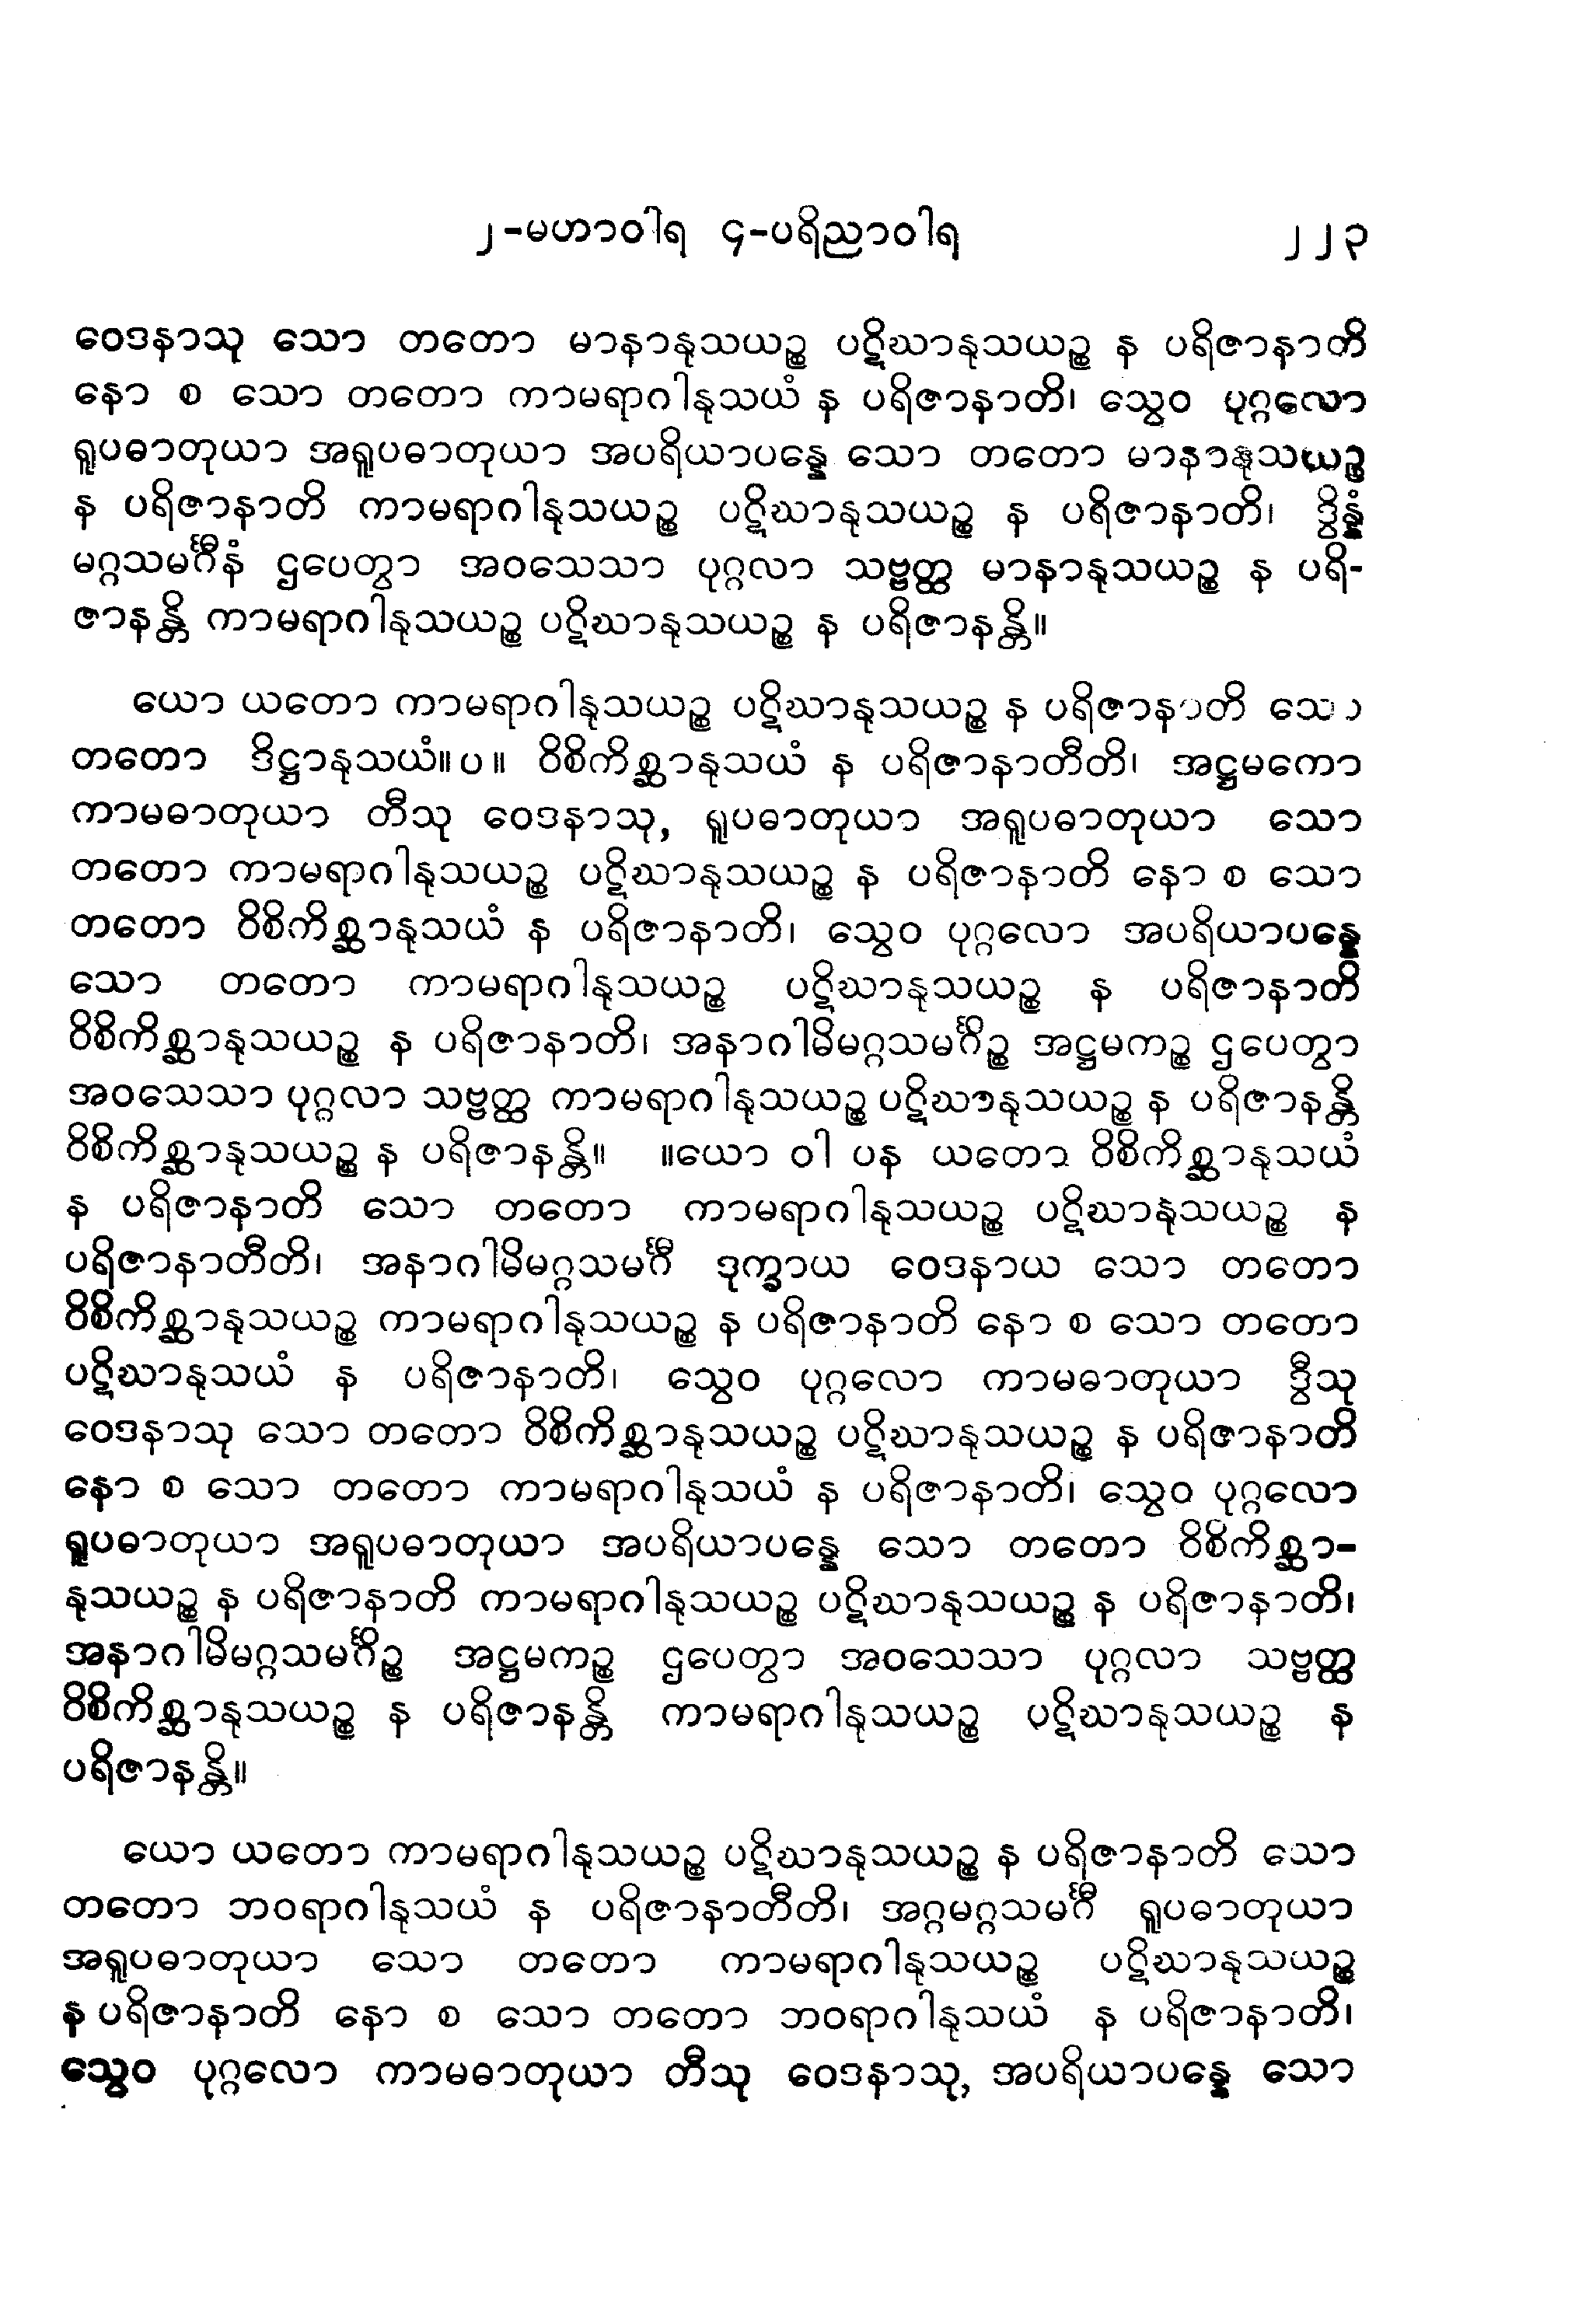 ၂-မဟာဝါရ ၄-ပရိညာဝါရ ၂၂၃
ဝေဒနာသု သော တတော မာနာနုသယဉ္စ ပဋိဃာနုသယဉ္စ န ပရိဇာနာတိ
နော စ သော တတော ကာမရာဂါနုသယံ န ပရိဇာနာတိ၊ သွေဝ ပုဂ္ဂလော
ရူပဓာတုယာ အရူပဓာတုယာ အပရိယာပန္နေ သော တတော မာနာနုသယဉ္စ
န ပရိဇာနာတိ ကာမရာဂါနုသယဉ္စ ပဋိဃာနုသယဉ္စ န ပရိဇာနာတိ၊ ဒွိန္နံ
မဂ္ဂသမင်္ဂီနံ ဌပေတွာ အဝသေသာ ပုဂ္ဂလာ သဗ္ဗတ္ထ မာနာနုသယဉ္စ န ပရိ-
ဇာနန္တိ ကာမရာဂါနုသယဉ္စ ပဋိဃာနုသယဉ္စ န ပရိဇာနန္တိ။
ယော ယတော ကာမရာဂါနုသယဉ္စ ပဋိဃာနုသယဉ္စ န ပရိဇာနာတိ သော
တတော ဒိဋ္ဌာနုသယံ။ပ။ ဝိစိကိစ္ဆာနုသယံ န ပရိဇာနာတီတိ၊ အဋ္ဌမကော
ကာမဓာတုယာ တီသု ဝေဒနာသု, ရူပဓာတုယာ အရူပဓာတုယာ သော
တတော ကာမရာဂါနုသယဉ္စ ပဋိဃာနုသယဉ္စ န ပရိဇာနာတိ နော စ သော
တတော ဝိစိကိစ္ဆာနုသယံ န ပရိဇာနာတိ၊ သွေဝ ပုဂ္ဂလော အပရိယာပန္နေ
သော တတော ကာမရာဂါနုသယဉ္စ ပဋိဃာနုသယဉ္စ န ပရိဇာနာတိ
ဝိစိကိစ္ဆာနုသယဉ္စ န ပရိဇာနာတိ၊ အနာဂါမိမဂ္ဂသမင်္ဂိဉ္စ အဋ္ဌမကဉ္စ ဌပေတွာ
အဝသေသာ ပုဂ္ဂလာ သဗ္ဗတ္ထ ကာမရာဂါနုသယဉ္စ ပဋိဃာနုသယဉ္စ န ပရိဇာနန္တိ
ဝိစိကိစ္ဆာနုသယဉ္စ န ပရိဇာနန္တိ။ ။ယော ဝါ ပန ယတော ဝိစိကိစ္ဆာနုသယံ
န ပရိဇာနာတိ သော တတော ကာမရာဂါနုသယဉ္စ ပဋိဃာနုသယဉ္စ န
ပရိဇာနာတီတိ၊ အနာဂါမိမဂ္ဂသမင်္ဂီ ဒုက္ခာယ ဝေဒနာယ သော တတော
ဝိစိကိစ္ဆာနုသယဉ္စ ကာမရာဂါနုသယဉ္စ န ပရိဇာနာတိ နော စ သော တတော
ပဋိဃာနုသယံ န ပရိဇာနာတိ၊ သွေဝ ပုဂ္ဂလော ကာမဓာတုယာ ဒွီသု
ဝေဒနာသု သော တတော ဝိစိကိစ္ဆာနုသယဉ္စ ပဋိဃာနုသယဉ္စ န ပရိဇာနာတိ
နော စ သော တတော ကာမရာဂါနုသယံ န ပရိဇာနာတိ၊ သွေဝ ပုဂ္ဂလော
ရူပဓာတုယာ အရူပဓာတုယာ အပရိယာပန္နေ သော တတော ဝိစိကိစ္ဆာ-
နုသယဉ္စ န ပရိဇာနာတိ ကာမရာဂါနုသယဉ္စ ပဋိဃာနုသယဉ္စ န ပရိဇာနာတိ၊
အနာဂါမိမဂ္ဂသမင်္ဂိဉ္စ အဋ္ဌမကဉ္စ ဌပေတွာ အဝသေသာ ပုဂ္ဂလာ သဗ္ဗတ္ထ
ဝိစိကိစ္ဆာနုသယဉ္စ န ပရိဇာနန္တိ ကာမရာဂါနုသယဉ္စ ပဋိဃာနုသယဉ္စ န
ပရိဇာနန္တိ။
ယော ယတော ကာမရာဂါနုသယဉ္စ ပဋိဃာနုသယဉ္စ န ပရိဇာနာတိ သော
တတော ဘဝရာဂါနုသယံ န ပရိဇာနာတီတိ၊ အဂ္ဂမဂ္ဂသမင်္ဂီ ရူပဓာတုယာ
အရူပဓာတုယာ သော တတော ကာမရာဂါနုသယဉ္စ ပဋိဃာနုသယဉ္စ
န ပရိဇာနာတိ နော စ သော တတော ဘဝရာဂါနုသယံ န ပရိဇာနာတိ၊
သွေဝ ပုဂ္ဂလော ကာမဓာတုယာ တီသု ဝေဒနာသု, အပရိယာပန္နေ သော